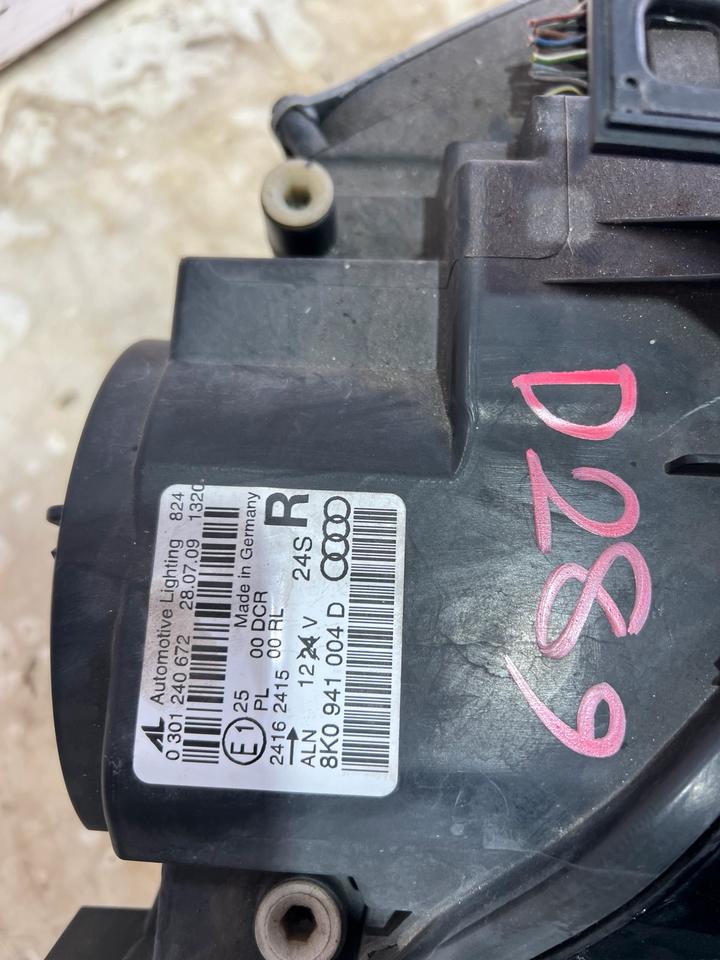 AL Automotive Lighting 824
0 301 240 672 28.07.09 1320
Made in Germany
E1 25
PL 00 DCR
2416 2415 00 RL
ALN 12 24 V 24S R
8K0 941 004 D
D289